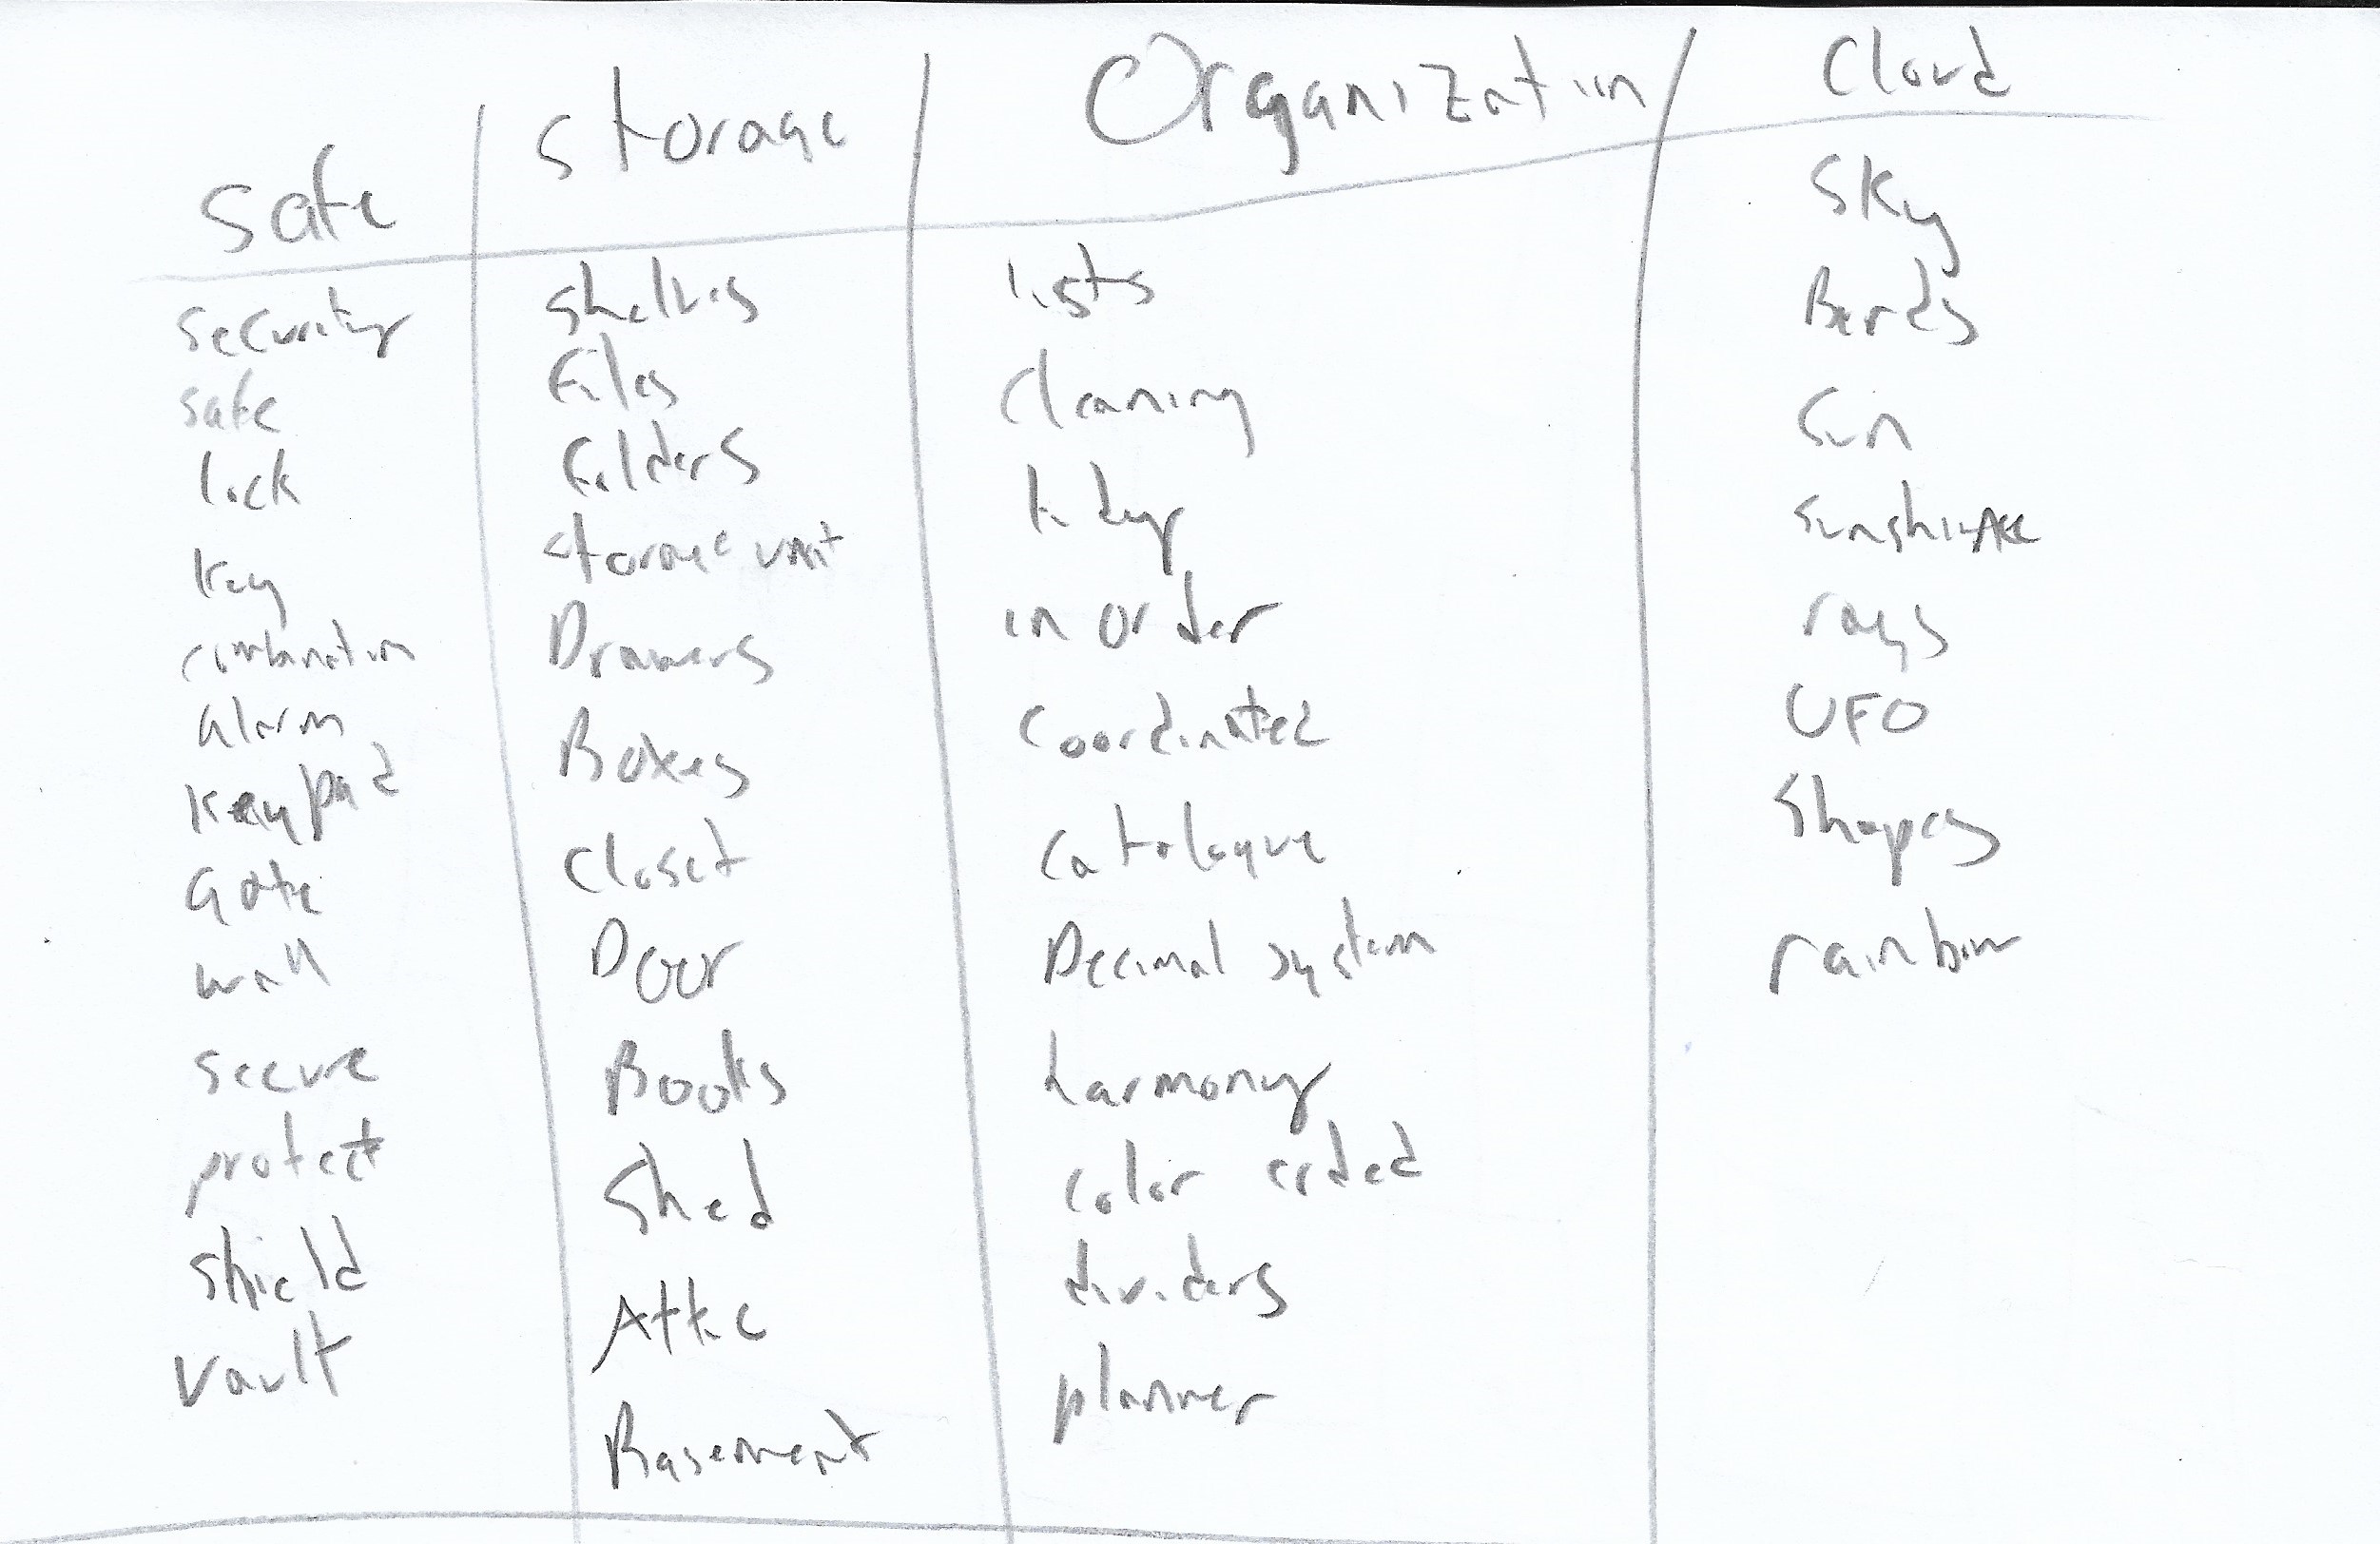 Safe
Storage
Organization
Cloud
security
safe
lock
key
combination
alarm
keypad
Gate
wall
secure
protect
shield
vault
Shelves
Files
Folders
storage unit
Drawers
Boxes
Closet
Door
Books
Shed
Attic
Basement
lists
Cleaning
tidy
in order
coordinated
catalogue
Decimal system
harmony
color coded
dividers
planner
Sky
Birds
Sun
Sunshine
rays
UFO
Shapes
rainbow